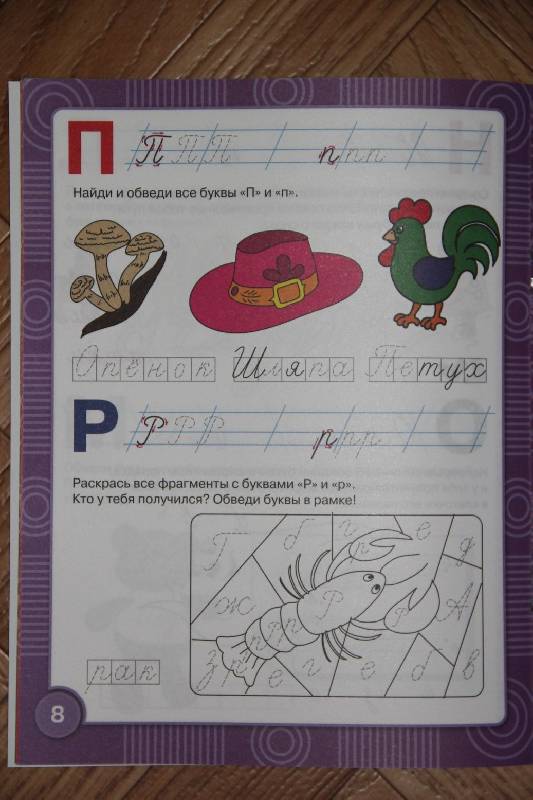 П П П П п п п
Найди и обведи все буквы «П» и «п».
Опёнок Шляпа Петух
Р Р Р Р р р р
Раскрась все фрагменты с буквами «Р» и «р».
Кто у тебя получился? Обведи буквы в рамке!
Г б р е д
ж Р р А
р р р
З р е г е б в
рак
8